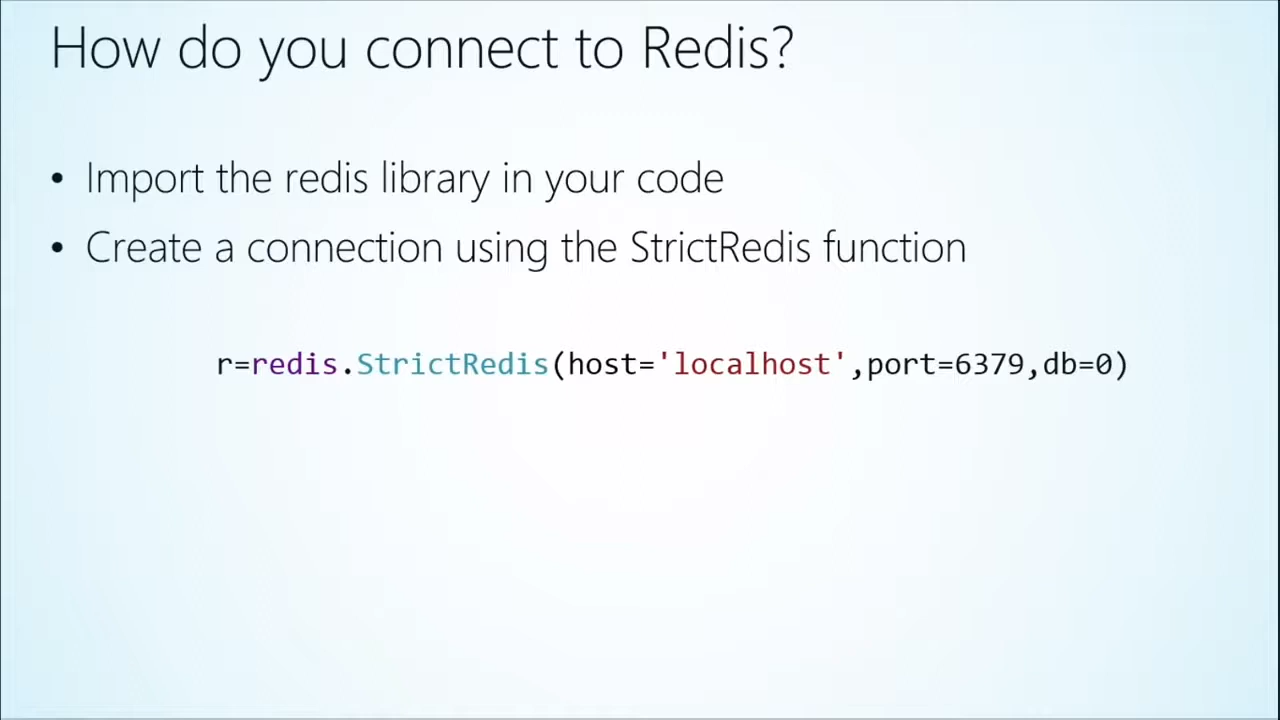 How do you connect to Redis?
• Import the redis library in your code
• Create a connection using the StrictRedis function
r=redis.StrictRedis(host='localhost',port=6379,db=0)